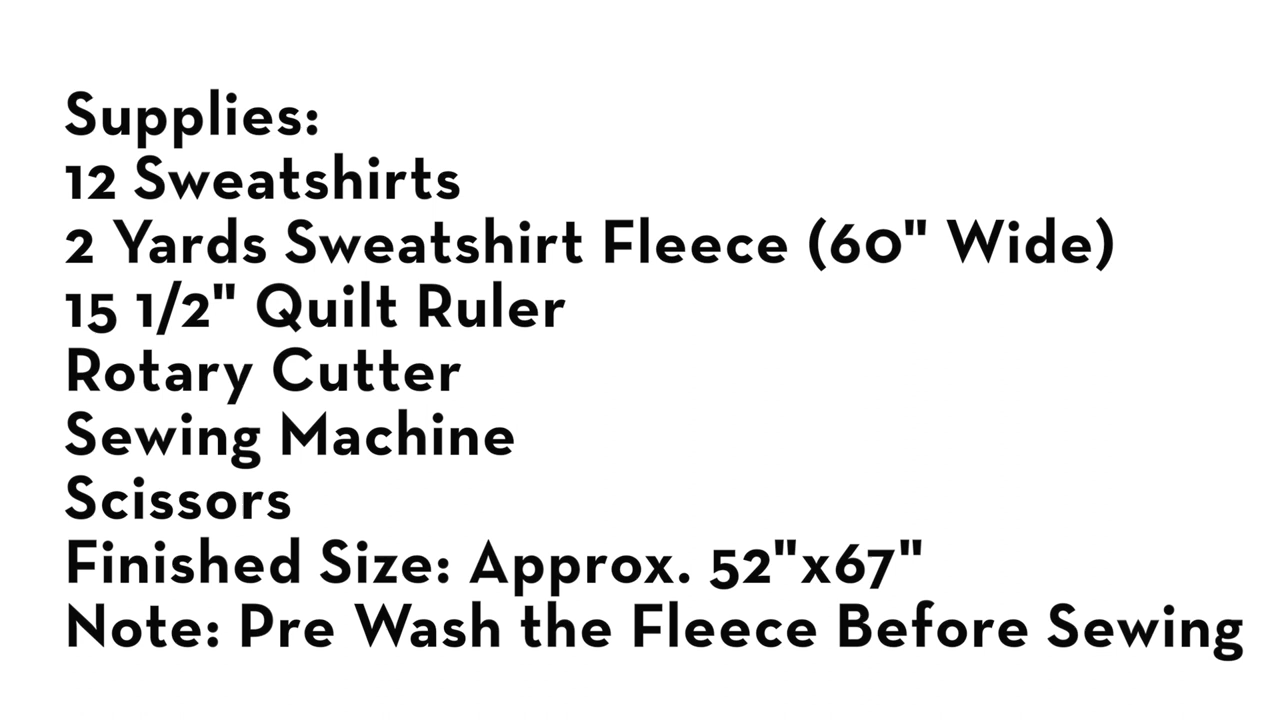 Supplies:
12 Sweatshirts
2 Yards Sweatshirt Fleece (60" Wide)
15 1/2" Quilt Ruler
Rotary Cutter
Sewing Machine
Scissors
Finished Size: Approx. 52"x67"
Note: Pre Wash the Fleece Before Sewing